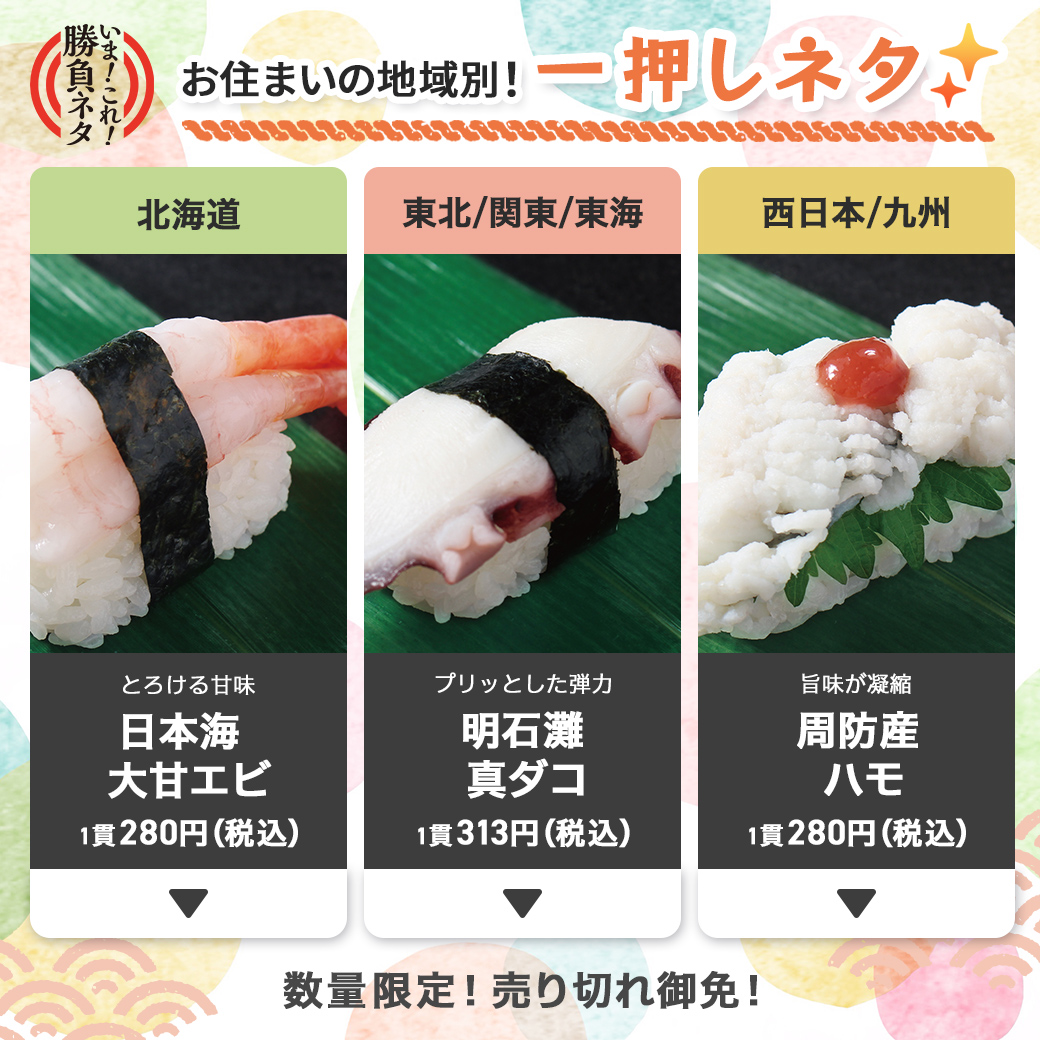 いま!これ!
勝負ネタ
お住まいの地域別! 一押しネタ
北海道
とろける甘味
日本海
大甘エビ
1貫280円(税込)
東北/関東/東海
プリッとした弾力
明石灘
真ダコ
1貫313円(税込)
西日本/九州
旨味が凝縮
周防産
ハモ
1貫280円(税込)
数量限定!売り切れ御免!